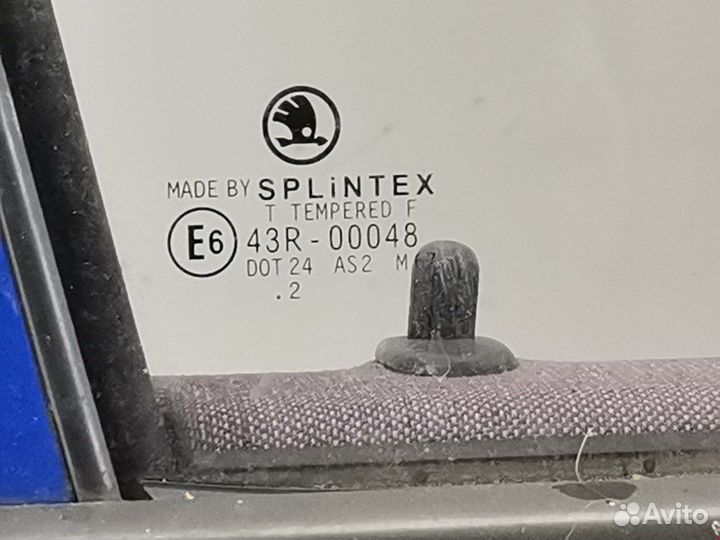 MADE BY SPLiNTEX
T TEMPERED F
E6 43R-00048
DOT 24 AS2 M
.2
Avito